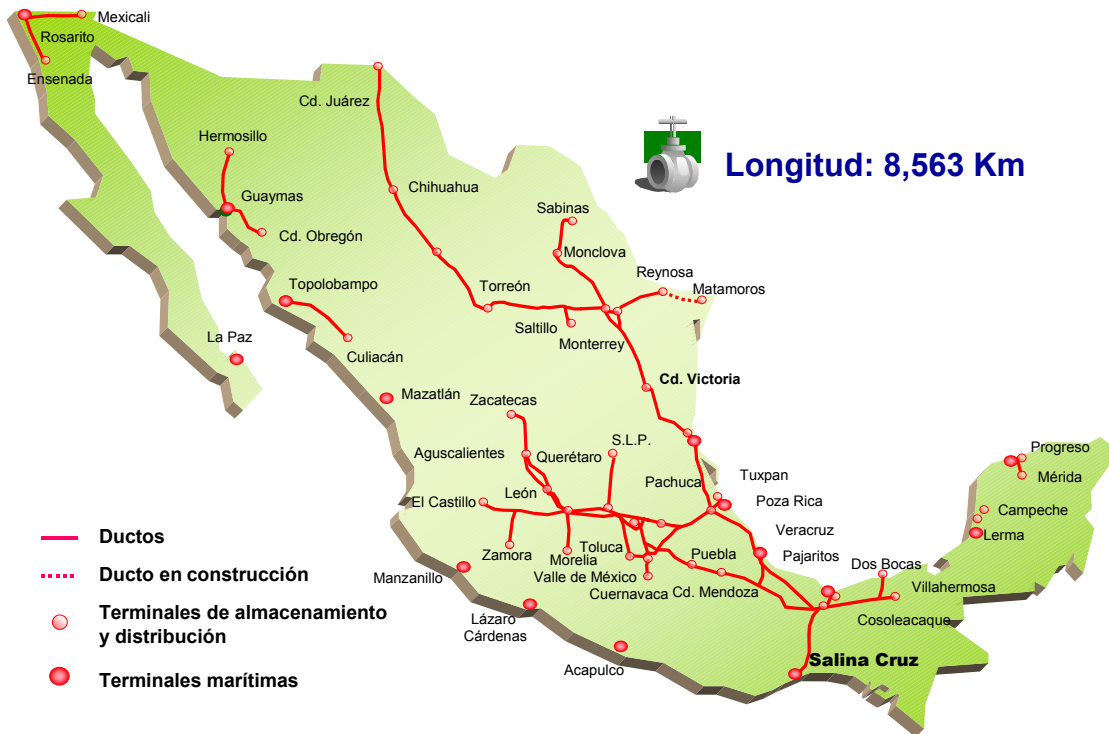 Mexicali
Rosarito
Ensenada
Cd. Juárez
Hermosillo
Longitud: 8,563 Km
Chihuahua
Guaymas
Sabinas
Cd. Obregón
Monclova
Reynosa
Topolobampo
Torreón
Matamoros
La Paz
Saltillo
Monterrey
Culiacán
Cd. Victoria
Mazatlán
Zacatecas
S.L.P.
Aguscalientes
Querétaro
Progreso
Tuxpan
Pachuca
Mérida
León
El Castillo
Poza Rica
Campeche
Veracruz
Lerma
Ductos
Toluca
Zamora
Morelia
Puebla
Pajaritos
Dos Bocas
Valle de México
Manzanillo
Ducto en construcción
Cuernavaca
Cd. Mendoza
Villahermosa
Terminales de almacenamiento
y distribución
Lázaro
Cárdenas
Cosoleacaque
Acapulco
Salina Cruz
Terminales marítimas